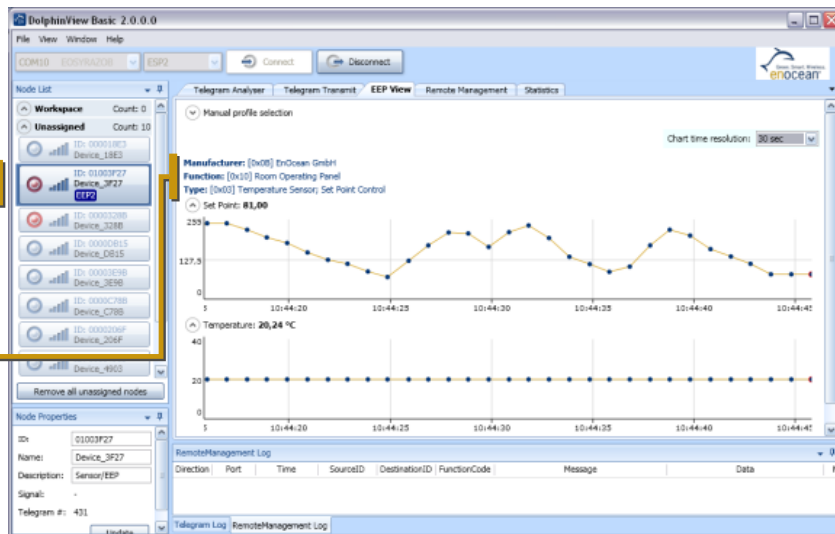 DolphinView Basic 2.0.0.0
File View Window Help
COM10 EOSYRAZOB ESP2 Connect Disconnect
Green. Smart. Wireless.
enocean
Node List
Workspace Count: 0
Unassigned Count: 10
ID: 000018E3
Device_18E3
ID: 01003F27
Device_3F27
EEP2
ID: 0000328B
Device_328B
ID: 0000DB15
Device_DB15
ID: 00003E9B
Device_3E9B
ID: 0000C78B
Device_C78B
ID: 0000206F
Device_206F
Device_4903
Remove all unassigned nodes
Node Properties
ID: 01003F27
Name: Device_3F27
Description: Sensor/EEP
Signal: -
Telegram #: 431
Update
Telegram Analyser Telegram Transmit EEP View Remote Management Statistics
Manual profile selection
Chart time resolution: 30 sec
Manufacturer: [0x0B] EnOcean GmbH
Function: [0x10] Room Operating Panel
Type: [0x03] Temperature Sensor; Set Point Control
Set Point: 81,00
255
127.5
0
5 10:44:20 10:44:25 10:44:30 10:44:35 10:44:40 10:44:45
Temperature: 20,24 °C
40
20
0
5 10:44:20 10:44:25 10:44:30 10:44:35 10:44:40 10:44:45
RemoteManagement Log
Direction Port Time SourceID DestinationID FunctionCode Message Data
Telegram Log RemoteManagement Log